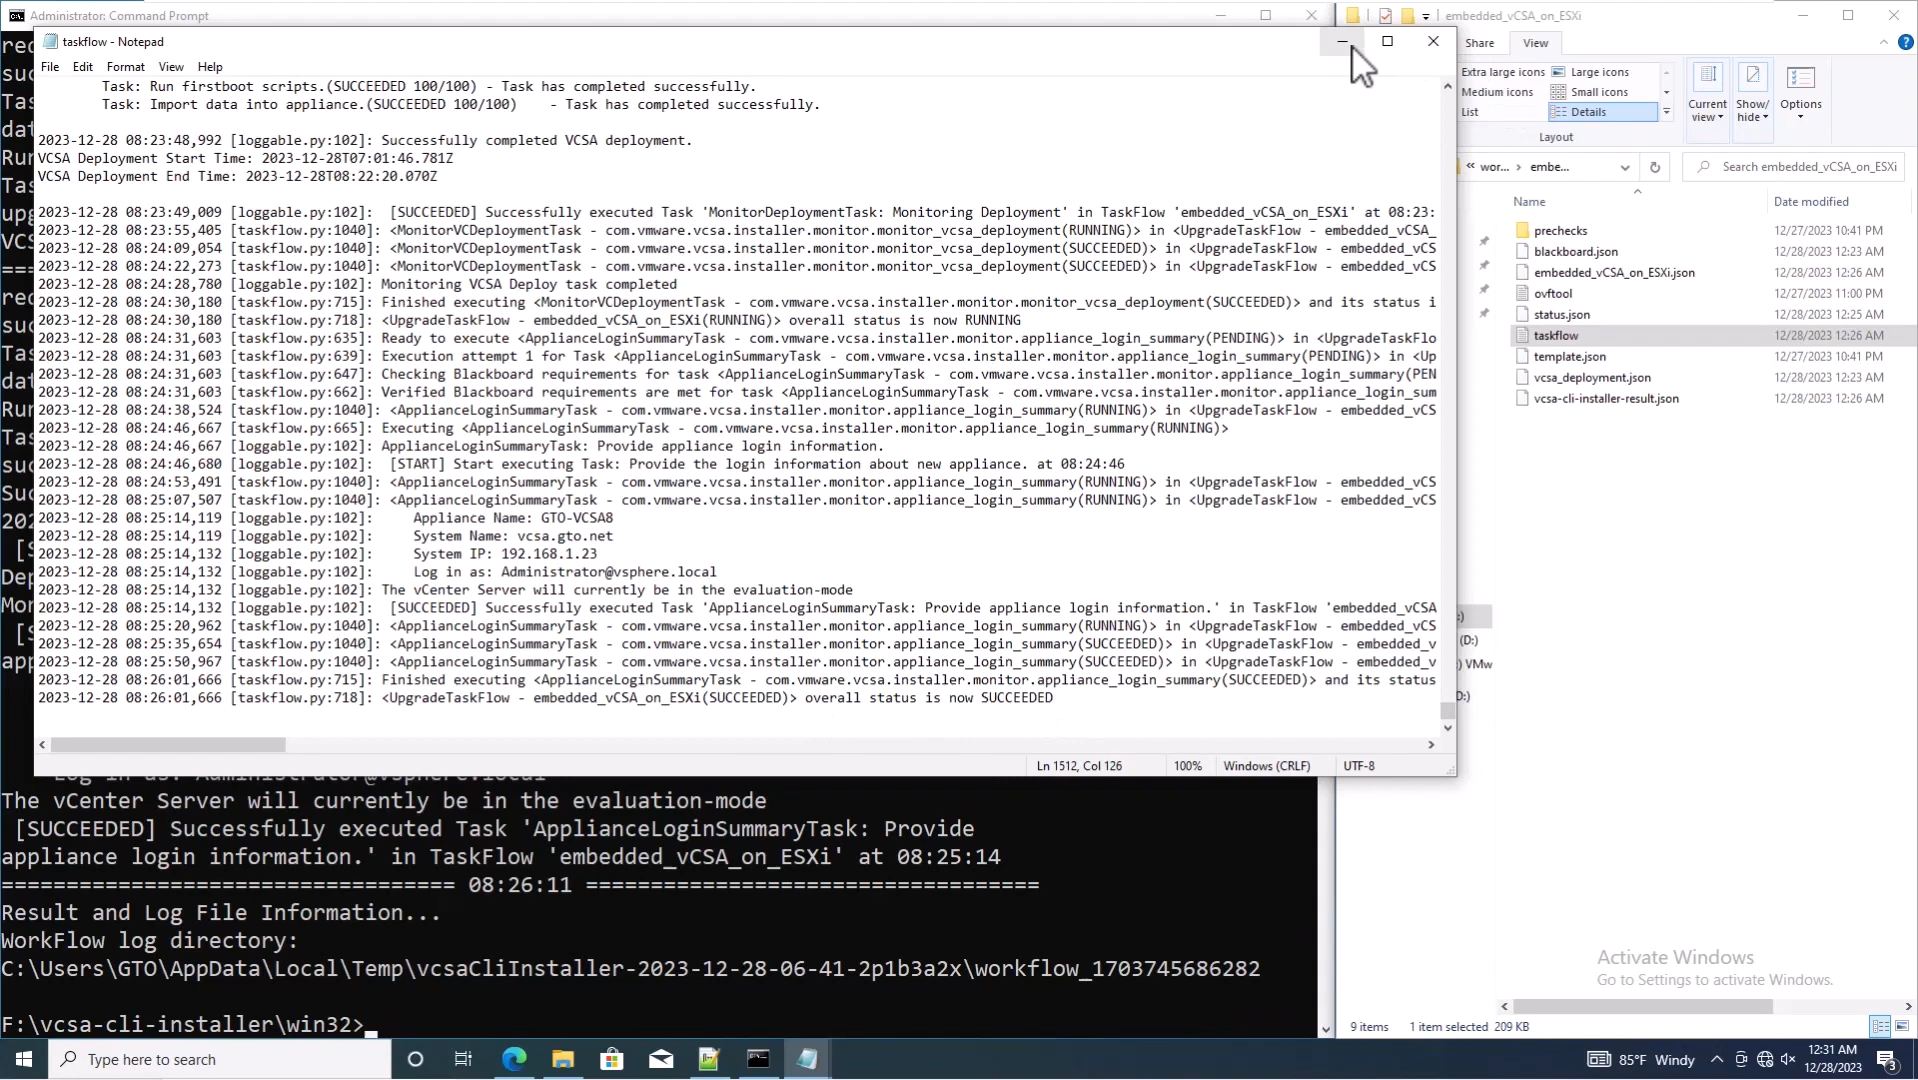 Administrator: Command Prompt
embedded_vCSA_on_ESXi
taskflow - Notepad
File Edit Format View Help
Task: Run firstboot scripts.(SUCCEEDED 100/100) - Task has completed successfully.
Task: Import data into appliance.(SUCCEEDED 100/100) - Task has completed successfully.
2023-12-28 08:23:48,992 [loggable.py:102]: Successfully completed VCSA deployment.
VCSA Deployment Start Time: 2023-12-28T07:01:46.781Z
VCSA Deployment End Time: 2023-12-28T08:22:20.070Z
2023-12-28 08:23:49,009 [loggable.py:102]: [SUCCEEDED] Successfully executed Task 'MonitorDeploymentTask: Monitoring Deployment' in TaskFlow 'embedded_vCSA_on_ESXi' at 08:23:
2023-12-28 08:23:55,405 [taskflow.py:1040]: <MonitorVCDeploymentTask - com.vmware.vcsa.installer.monitor.monitor_vcsa_deployment(RUNNING)> in <UpgradeTaskFlow - embedded_vCSA_
2023-12-28 08:24:09,054 [taskflow.py:1040]: <MonitorVCDeploymentTask - com.vmware.vcsa.installer.monitor.monitor_vcsa_deployment(SUCCEEDED)> in <UpgradeTaskFlow - embedded_vCS
2023-12-28 08:24:22,273 [taskflow.py:1040]: <MonitorVCDeploymentTask - com.vmware.vcsa.installer.monitor.monitor_vcsa_deployment(SUCCEEDED)> in <UpgradeTaskFlow - embedded_vCS
2023-12-28 08:24:28,780 [loggable.py:102]: Monitoring VCSA Deploy task completed
2023-12-28 08:24:30,180 [taskflow.py:715]: Finished executing <MonitorVCDeploymentTask - com.vmware.vcsa.installer.monitor.monitor_vcsa_deployment(SUCCEEDED)> and its status i
2023-12-28 08:24:30,180 [taskflow.py:718]: <UpgradeTaskFlow - embedded_vCSA_on_ESXi(RUNNING)> overall status is now RUNNING
2023-12-28 08:24:31,603 [taskflow.py:635]: Ready to execute <ApplianceLoginSummaryTask - com.vmware.vcsa.installer.monitor.appliance_login_summary(PENDING)> in <UpgradeTaskFlo
2023-12-28 08:24:31,603 [taskflow.py:639]: Execution attempt 1 for Task <ApplianceLoginSummaryTask - com.vmware.vcsa.installer.monitor.appliance_login_summary(PENDING)> in <Up
2023-12-28 08:24:31,603 [taskflow.py:647]: Checking Blackboard requirements for task <ApplianceLoginSummaryTask - com.vmware.vcsa.installer.monitor.appliance_login_summary(PEN
2023-12-28 08:24:31,603 [taskflow.py:662]: Verified Blackboard requirements are met for task <ApplianceLoginSummaryTask - com.vmware.vcsa.installer.monitor.appliance_login_sum
2023-12-28 08:24:38,524 [taskflow.py:1040]: <ApplianceLoginSummaryTask - com.vmware.vcsa.installer.monitor.appliance_login_summary(RUNNING)> in <UpgradeTaskFlow - embedded_vCS
2023-12-28 08:24:46,667 [taskflow.py:665]: Executing <ApplianceLoginSummaryTask - com.vmware.vcsa.installer.monitor.appliance_login_summary(RUNNING)>
2023-12-28 08:24:46,667 [loggable.py:102]: ApplianceLoginSummaryTask: Provide appliance login information.
2023-12-28 08:24:46,680 [loggable.py:102]: [START] Start executing Task: Provide the login information about new appliance. at 08:24:46
2023-12-28 08:24:53,491 [taskflow.py:1040]: <ApplianceLoginSummaryTask - com.vmware.vcsa.installer.monitor.appliance_login_summary(RUNNING)> in <UpgradeTaskFlow - embedded_vCS
2023-12-28 08:25:07,507 [taskflow.py:1040]: <ApplianceLoginSummaryTask - com.vmware.vcsa.installer.monitor.appliance_login_summary(RUNNING)> in <UpgradeTaskFlow - embedded_vCS
2023-12-28 08:25:14,119 [loggable.py:102]: Appliance Name: GTO-VCSA8
2023-12-28 08:25:14,119 [loggable.py:102]: System Name: vcsa.gto.net
2023-12-28 08:25:14,132 [loggable.py:102]: System IP: 192.168.1.23
2023-12-28 08:25:14,132 [loggable.py:102]: Log in as: Administrator@vsphere.local
2023-12-28 08:25:14,132 [loggable.py:102]: The vCenter Server will currently be in the evaluation-mode
2023-12-28 08:25:14,132 [loggable.py:102]: [SUCCEEDED] Successfully executed Task 'ApplianceLoginSummaryTask: Provide appliance login information.' in TaskFlow 'embedded_vCSA
2023-12-28 08:25:20,962 [taskflow.py:1040]: <ApplianceLoginSummaryTask - com.vmware.vcsa.installer.monitor.appliance_login_summary(RUNNING)> in <UpgradeTaskFlow - embedded_vCS
2023-12-28 08:25:35,654 [taskflow.py:1040]: <ApplianceLoginSummaryTask - com.vmware.vcsa.installer.monitor.appliance_login_summary(SUCCEEDED)> in <UpgradeTaskFlow - embedded_v
2023-12-28 08:25:50,967 [taskflow.py:1040]: <ApplianceLoginSummaryTask - com.vmware.vcsa.installer.monitor.appliance_login_summary(SUCCEEDED)> in <UpgradeTaskFlow - embedded_v
2023-12-28 08:26:01,666 [taskflow.py:715]: Finished executing <ApplianceLoginSummaryTask - com.vmware.vcsa.installer.monitor.appliance_login_summary(SUCCEEDED)> and its status
2023-12-28 08:26:01,666 [taskflow.py:718]: <UpgradeTaskFlow - embedded_vCSA_on_ESXi(SUCCEEDED)> overall status is now SUCCEEDED
Ln 1512, Col 126 100% Windows (CRLF) UTF-8
Log in as: Administrator@vsphere.local
The vCenter Server will currently be in the evaluation-mode
[SUCCEEDED] Successfully executed Task 'ApplianceLoginSummaryTask: Provide
appliance login information.' in TaskFlow 'embedded_vCSA_on_ESXi' at 08:25:14
================================== 08:26:11 ==================================
Result and Log File Information...
WorkFlow log directory:
C:\Users\GTO\AppData\Local\Temp\vcsaCliInstaller-2023-12-28-06-41-2p1b3a2x\workflow_1703745686282
F:\vcsa-cli-installer\win32>
Share View
Extra large icons Large icons
Medium icons Small icons
List Details
Layout
Current view Show/hide Options
« wor... › embe...
Search embedded_vCSA_on_ESXi
Name Date modified
prechecks 12/27/2023 10:41 PM
blackboard.json 12/28/2023 12:23 AM
embedded_vCSA_on_ESXi.json 12/28/2023 12:26 AM
ovftool 12/27/2023 11:00 PM
status.json 12/28/2023 12:25 AM
taskflow 12/28/2023 12:26 AM
template.json 12/27/2023 10:41 PM
vcsa_deployment.json 12/28/2023 12:23 AM
vcsa-cli-installer-result.json 12/28/2023 12:26 AM
:)
(D:)
) VMw
D:)
Activate Windows
Go to Settings to activate Windows.
9 items 1 item selected 209 KB
Type here to search
85°F Windy
12:31 AM
12/28/2023
3